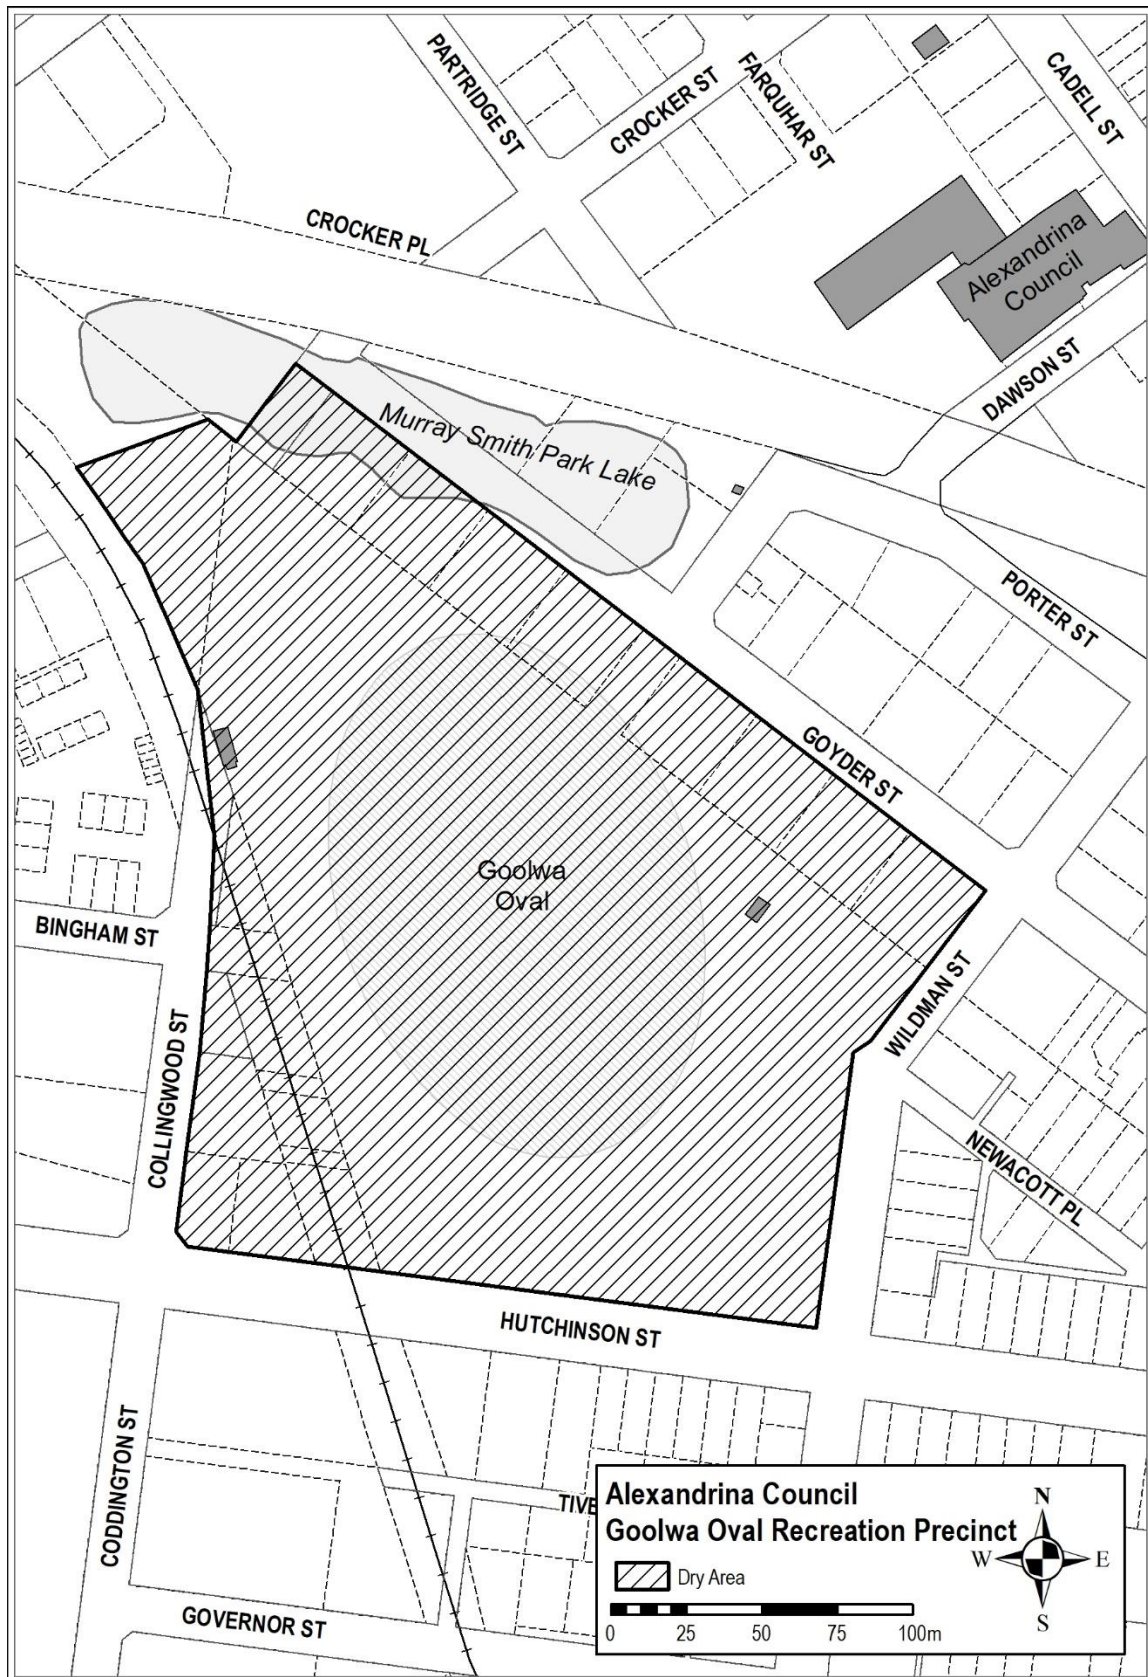 PARTRIDGE ST
CROCKER ST
FARQUHAR ST
CADELL ST
CROCKER PL
Alexandrina
Council
DAWSON ST
Murray Smith Park Lake
PORTER ST
GOYDER ST
Goolwa
Oval
BINGHAM ST
WILDMAN ST
COLLINGWOOD ST
NEWACOTT PL
HUTCHINSON ST
CODDINGTON ST
TIVE
GOVERNOR ST
Alexandrina Council
Goolwa Oval Recreation Precinct
Dry Area
0 25 50 75 100m
N
W E
S